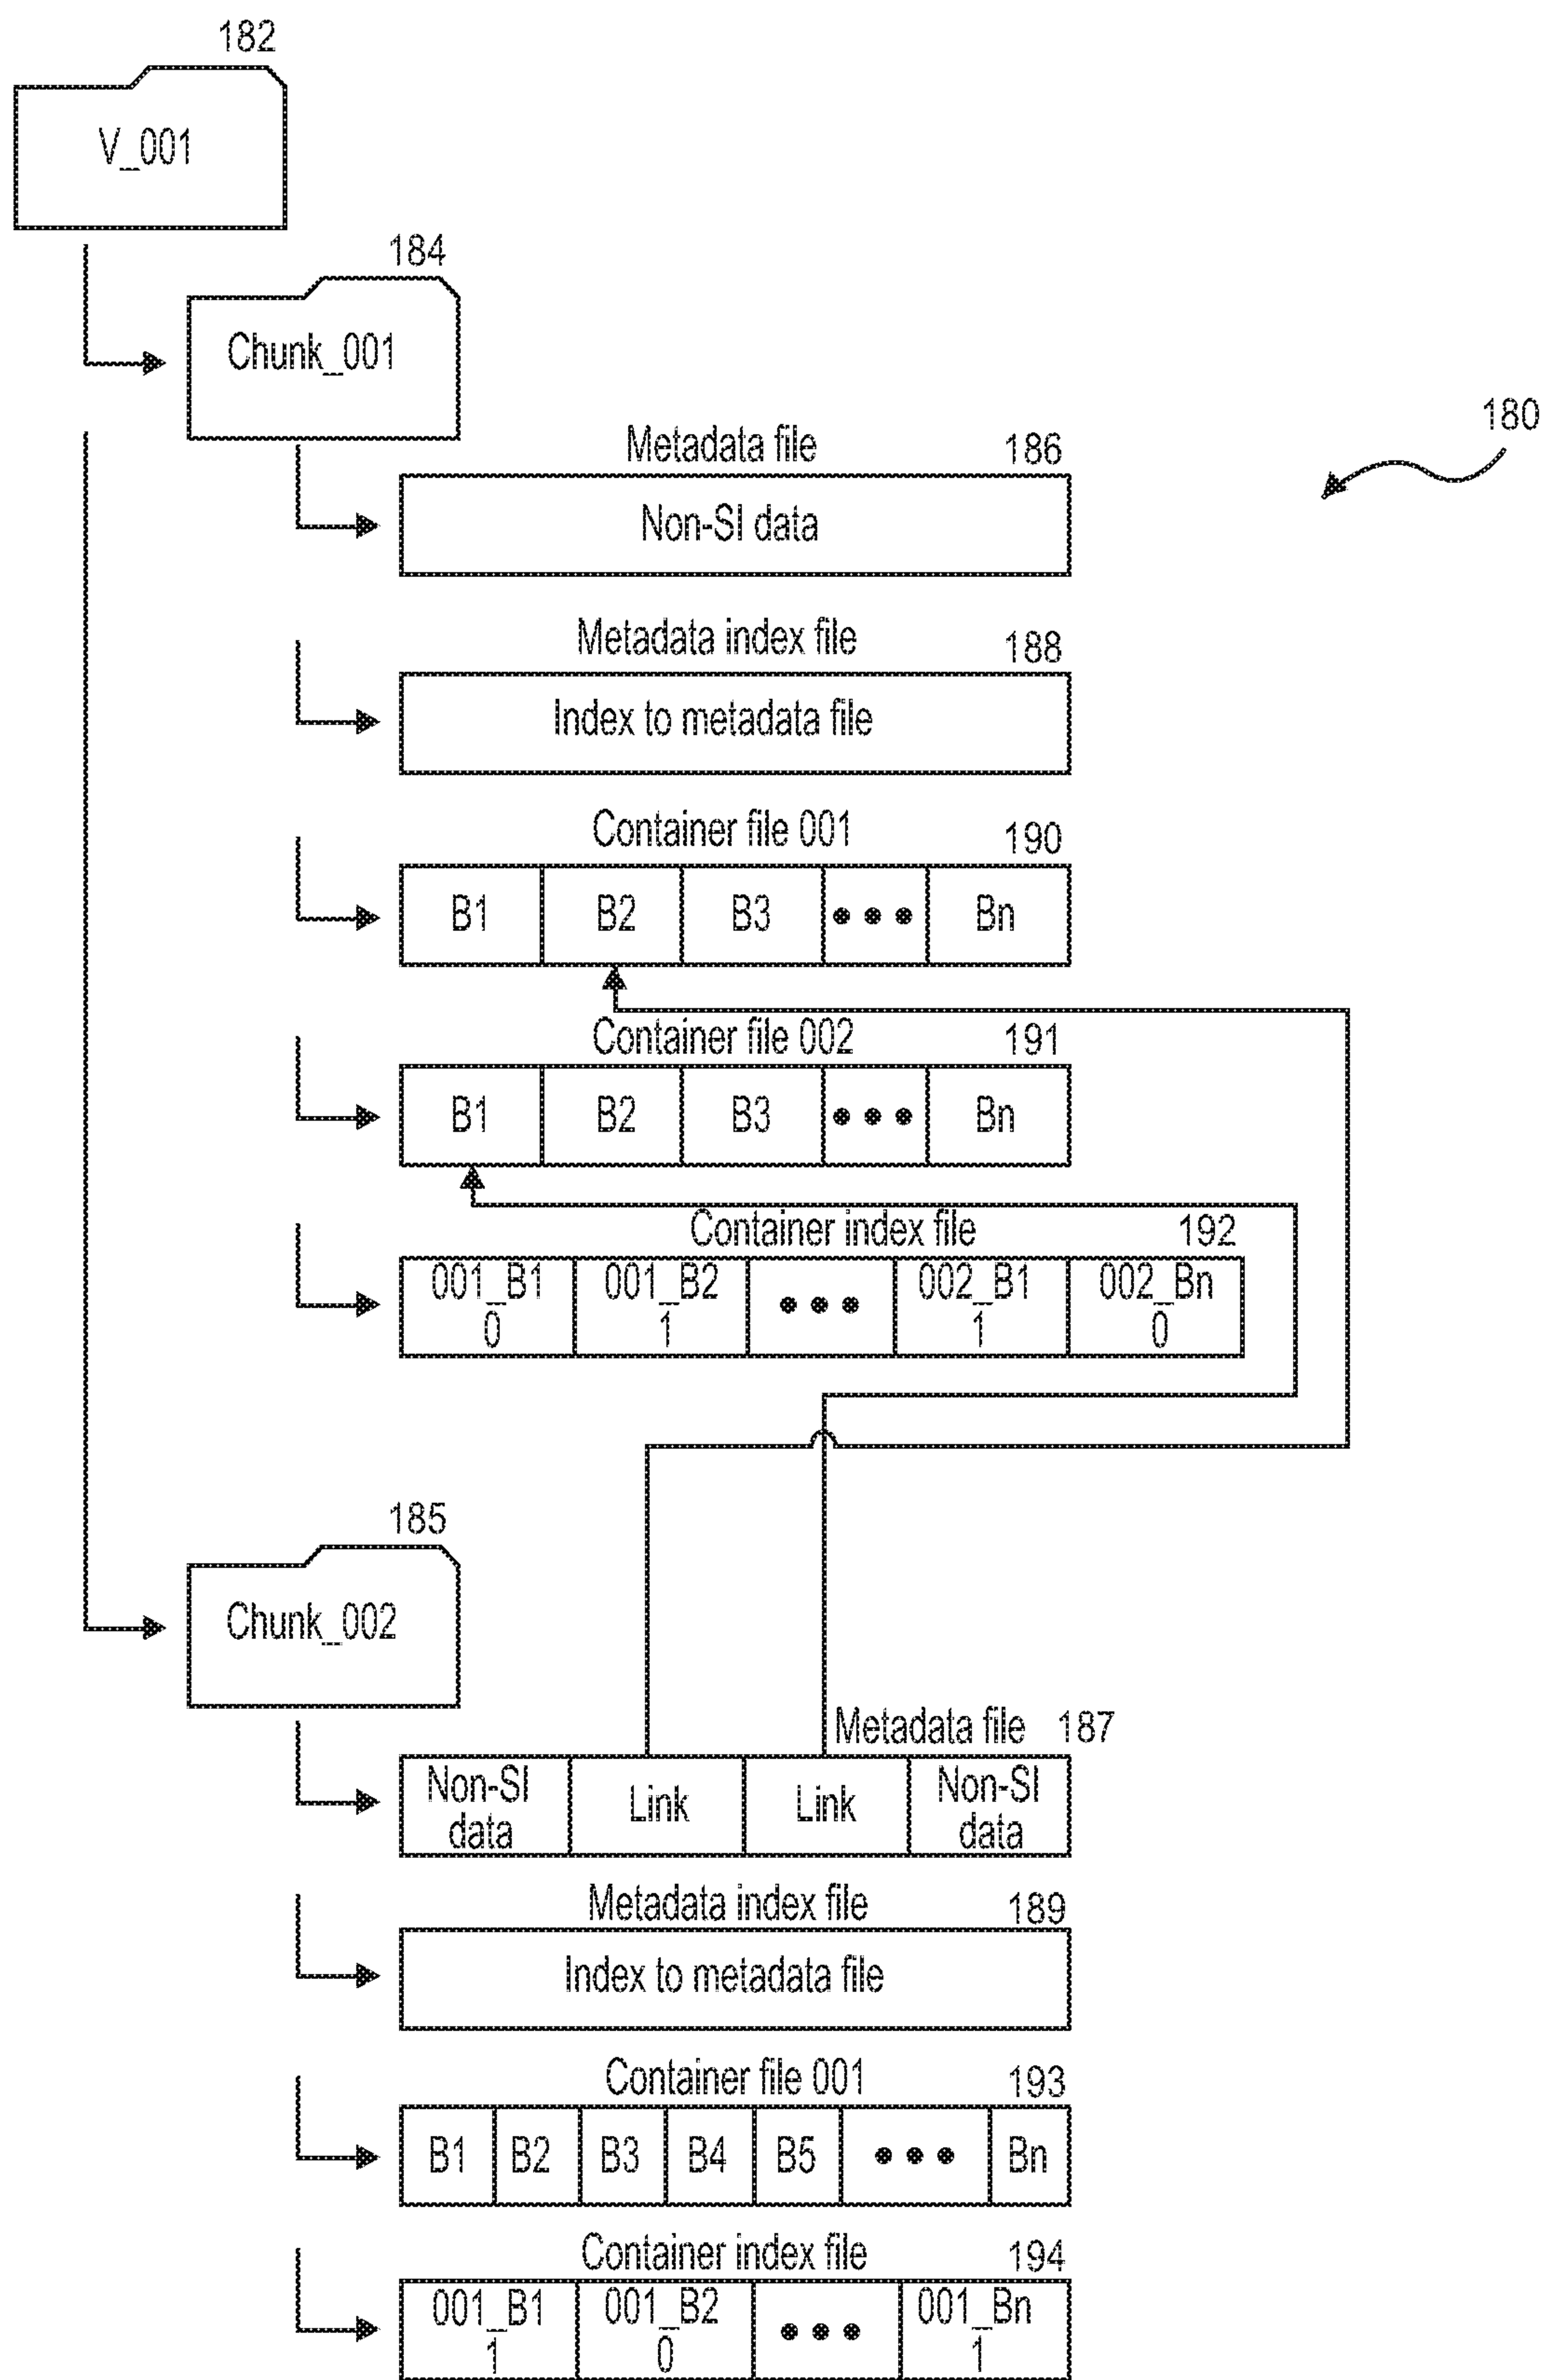 182
V_001
184
Chunk_001
180
Metadata file 186
Non-SI data
Metadata index file 188
Index to metadata file
Container file 001 190
B1 B2 B3 ••• Bn
Container file 002 191
B1 B2 B3 ••• Bn
Container index file 192
001_B1 001_B2 ••• 002_B1 002_Bn
0 1 1 0
185
Chunk_002
Metadata file 187
Non-SI Link Link Non-SI
data data
Metadata index file 189
Index to metadata file
Container file 001 193
B1 B2 B3 B4 B5 ••• Bn
Container index file 194
001_B1 001_B2 ••• 001_Bn
1 0 1